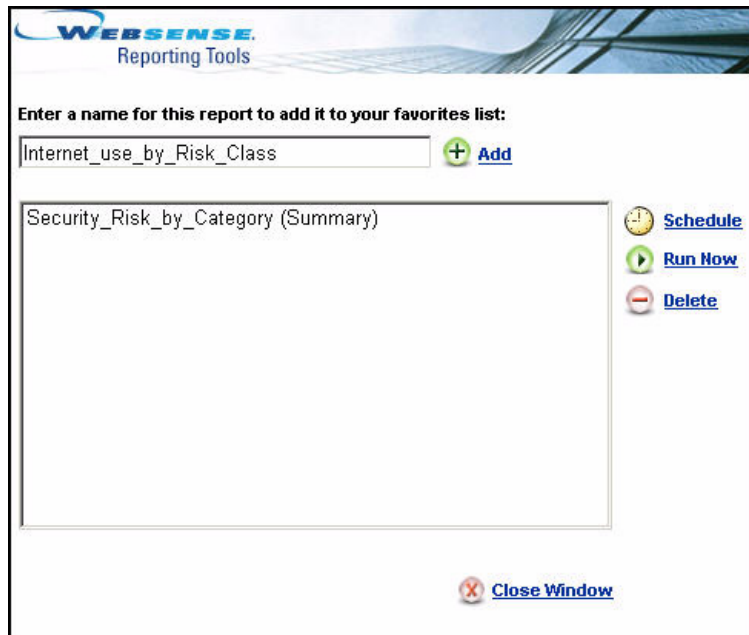 WEBSENSE.
Reporting Tools
Enter a name for this report to add it to your favorites list:
Internet_use_by_Risk_Class
Add
Security_Risk_by_Category (Summary)
Schedule
Run Now
Delete
X Close Window